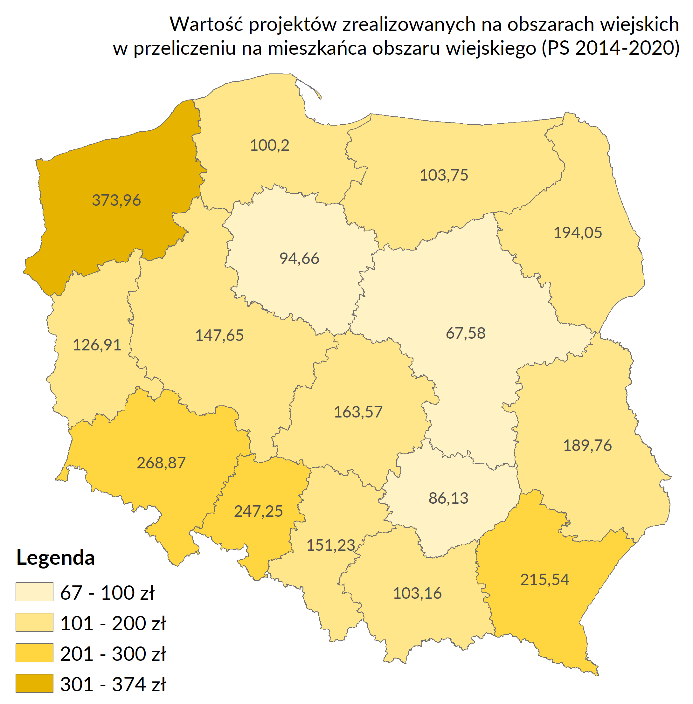 Wartość projektów zrealizowanych na obszarach wiejskich
w przeliczeniu na mieszkańca obszaru wiejskiego (PS 2014-2020)
100,2
103,75
373,96
194,05
94,66
67,58
147,65
126,91
163,57
189,76
268,87
86,13
247,25
151,23
215,54
103,16
Legenda
67 - 100 zł
101 - 200 zł
201 - 300 zł
301 - 374 zł